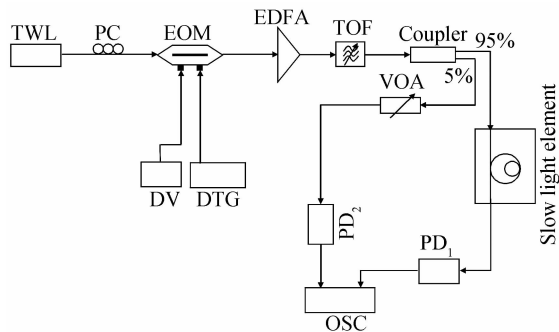 TWL
PC
EOM
EDFA
TOF
Coupler
95%
5%
VOA
DV
DTG
PD₂
PD₁
OSC
Slow light element